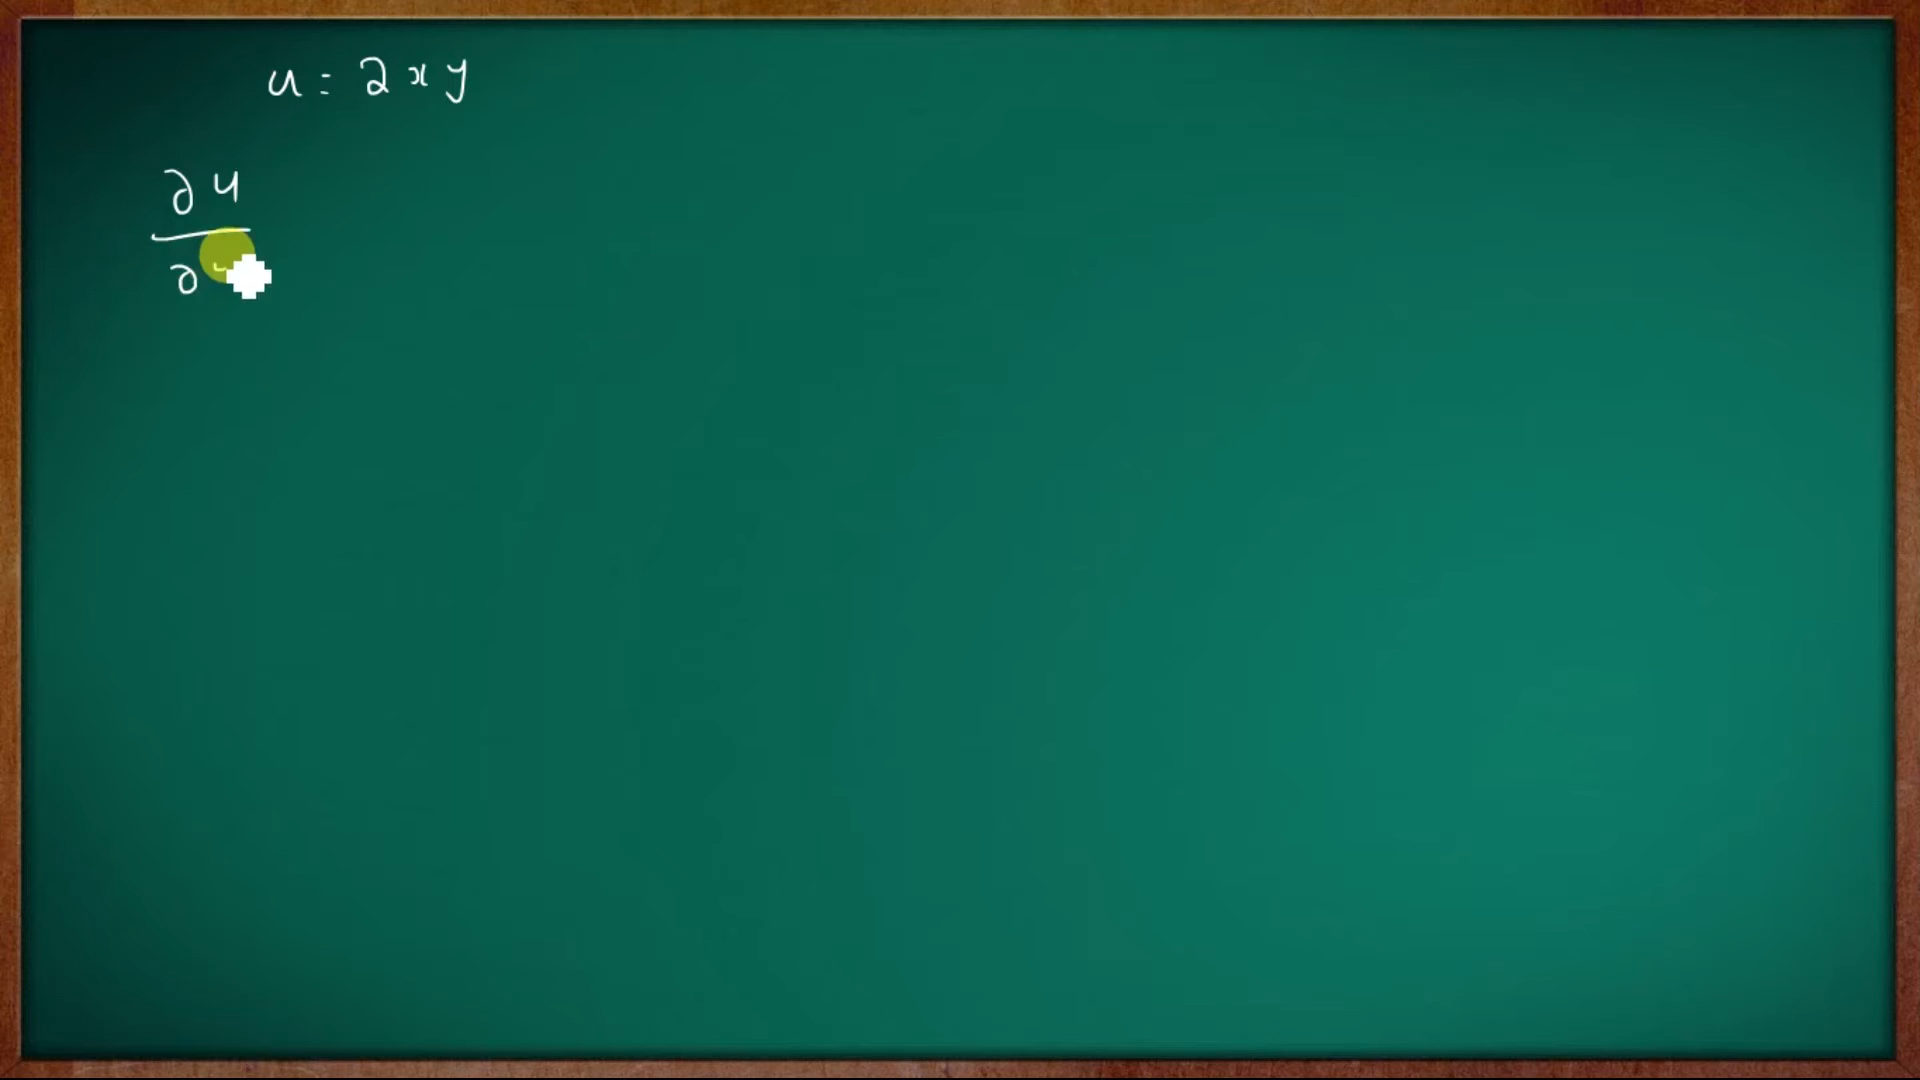 u = 2xy
∂u
∂